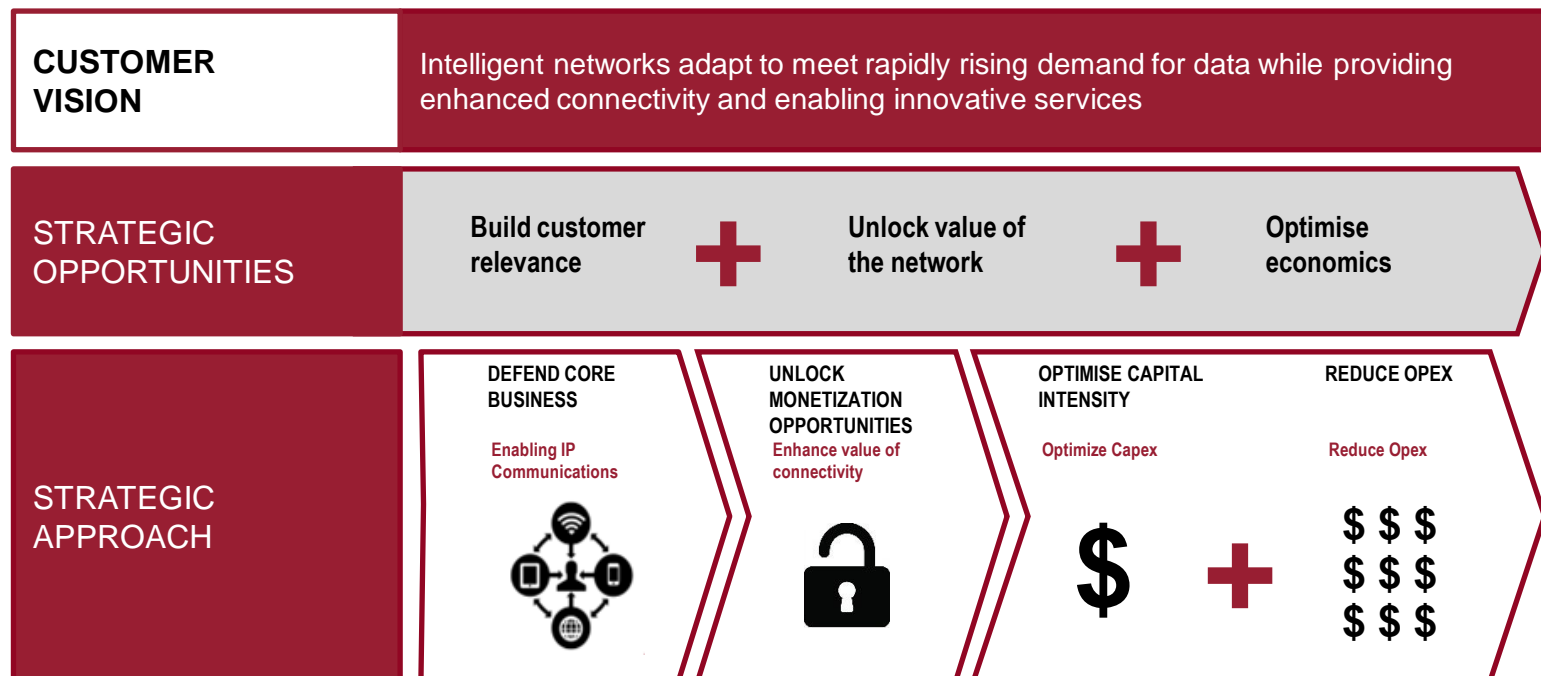 CUSTOMER
VISION
Intelligent networks adapt to meet rapidly rising demand for data while providing
enhanced connectivity and enabling innovative services
STRATEGIC
OPPORTUNITIES
Build customer
relevance
Unlock value of
the network
Optimise
economics
STRATEGIC
APPROACH
DEFEND CORE
BUSINESS
Enabling IP
Communications
UNLOCK
MONETIZATION
OPPORTUNITIES
Enhance value of
connectivity
OPTIMISE CAPITAL
INTENSITY
Optimize Capex
$
REDUCE OPEX
Reduce Opex
$ $ $
$ $ $
$ $ $